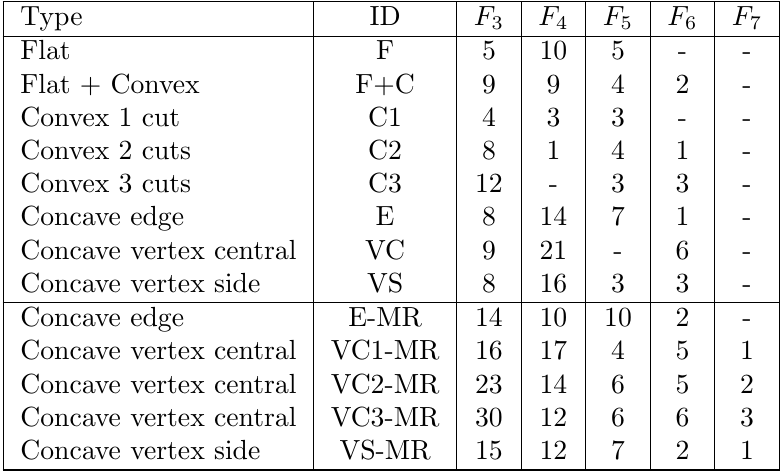 Type ID F3 F4 F5 F6 F7
Flat F 5 10 5 - -
Flat + Convex F+C 9 9 4 2 -
Convex 1 cut C1 4 3 3 - -
Convex 2 cuts C2 8 1 4 1 -
Convex 3 cuts C3 12 - 3 3 -
Concave edge E 8 14 7 1 -
Concave vertex central VC 9 21 - 6 -
Concave vertex side VS 8 16 3 3 -
Concave edge E-MR 14 10 10 2 -
Concave vertex central VC1-MR 16 17 4 5 1
Concave vertex central VC2-MR 23 14 6 5 2
Concave vertex central VC3-MR 30 12 6 6 3
Concave vertex side VS-MR 15 12 7 2 1